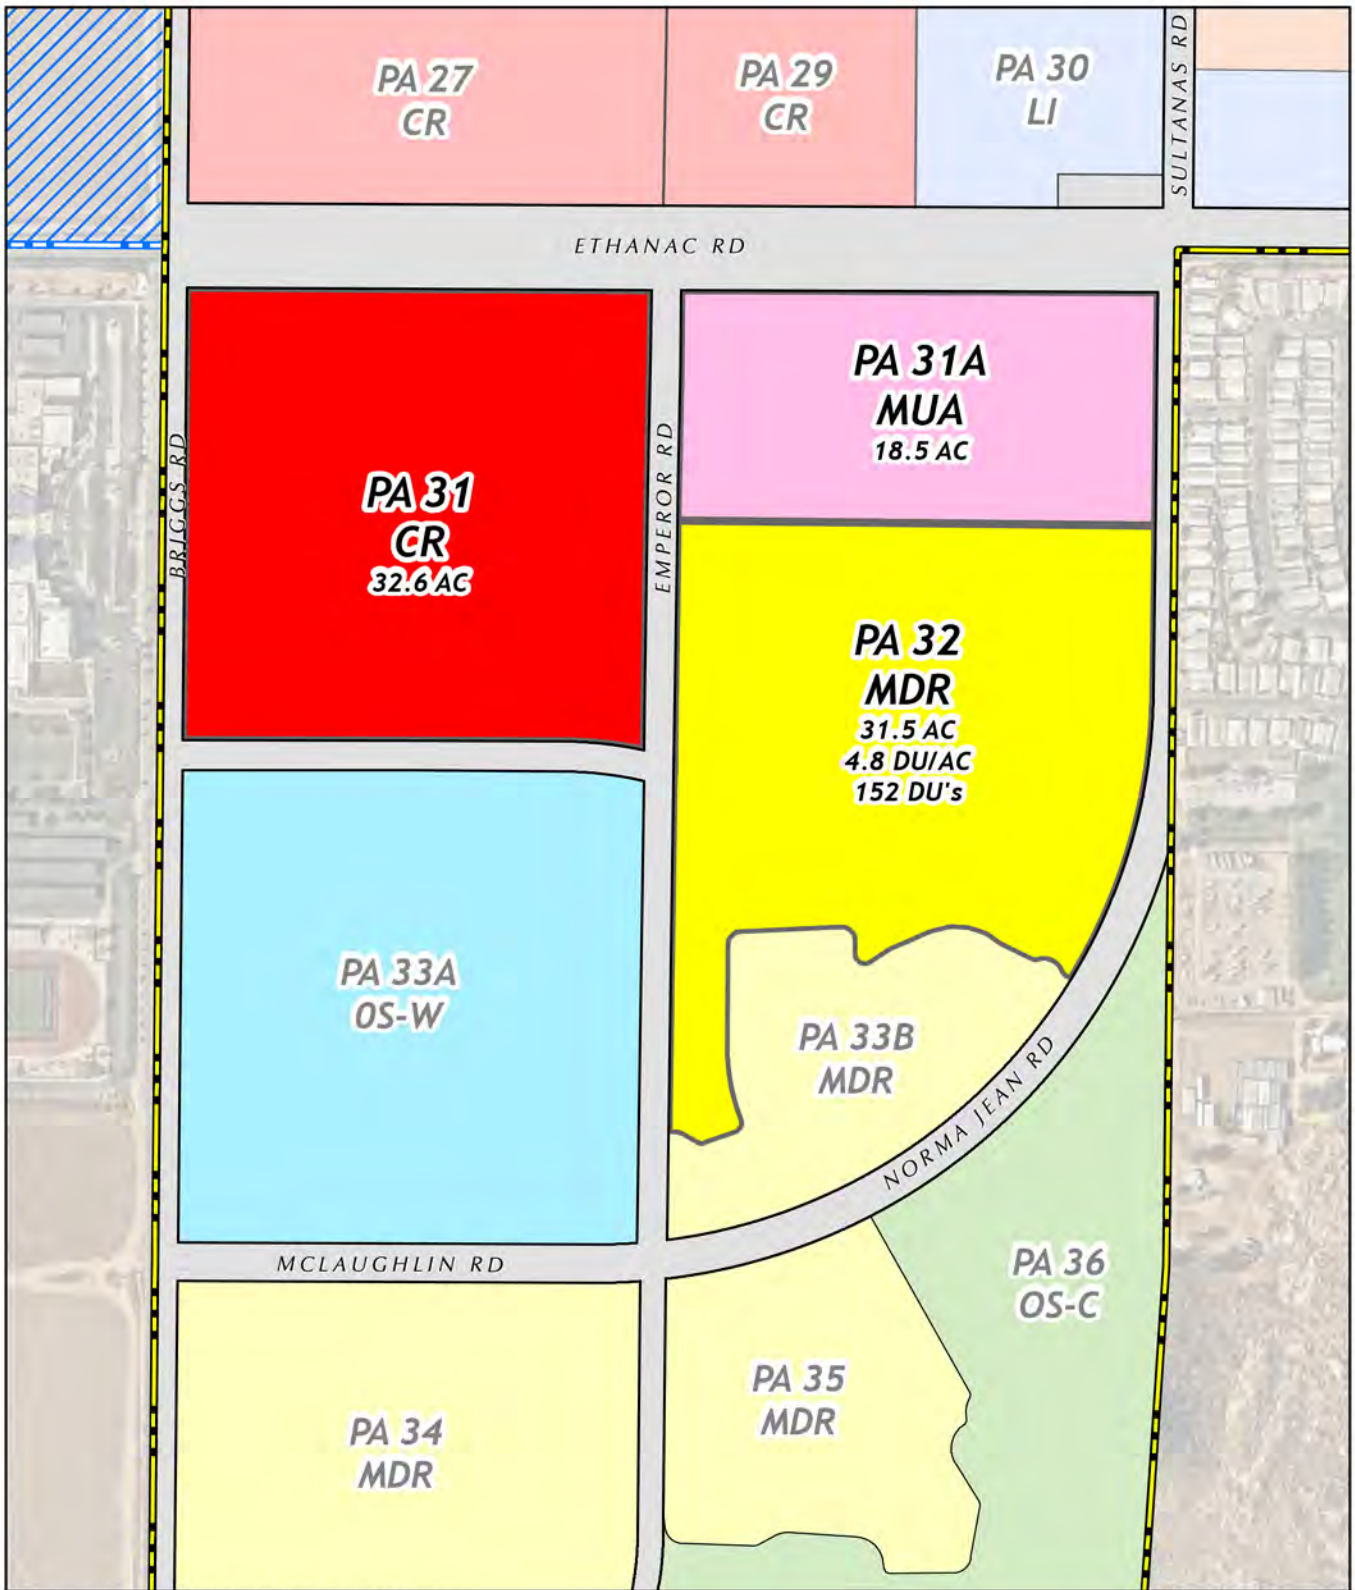 PA 27
CR
PA 29
CR
PA 30
LI
SULTANAS RD
ETHANAC RD
PA 31A
MUA
18.5 AC
BRIGGS RD
EMPEROR RD
PA 31
CR
32.6 AC
PA 32
MDR
31.5 AC
4.8 DU/AC
152 DU's
PA 33A
OS-W
PA 33B
MDR
NORMA JEAN RD
MCLAUGHLIN RD
PA 36
OS-C
PA 35
MDR
PA 34
MDR